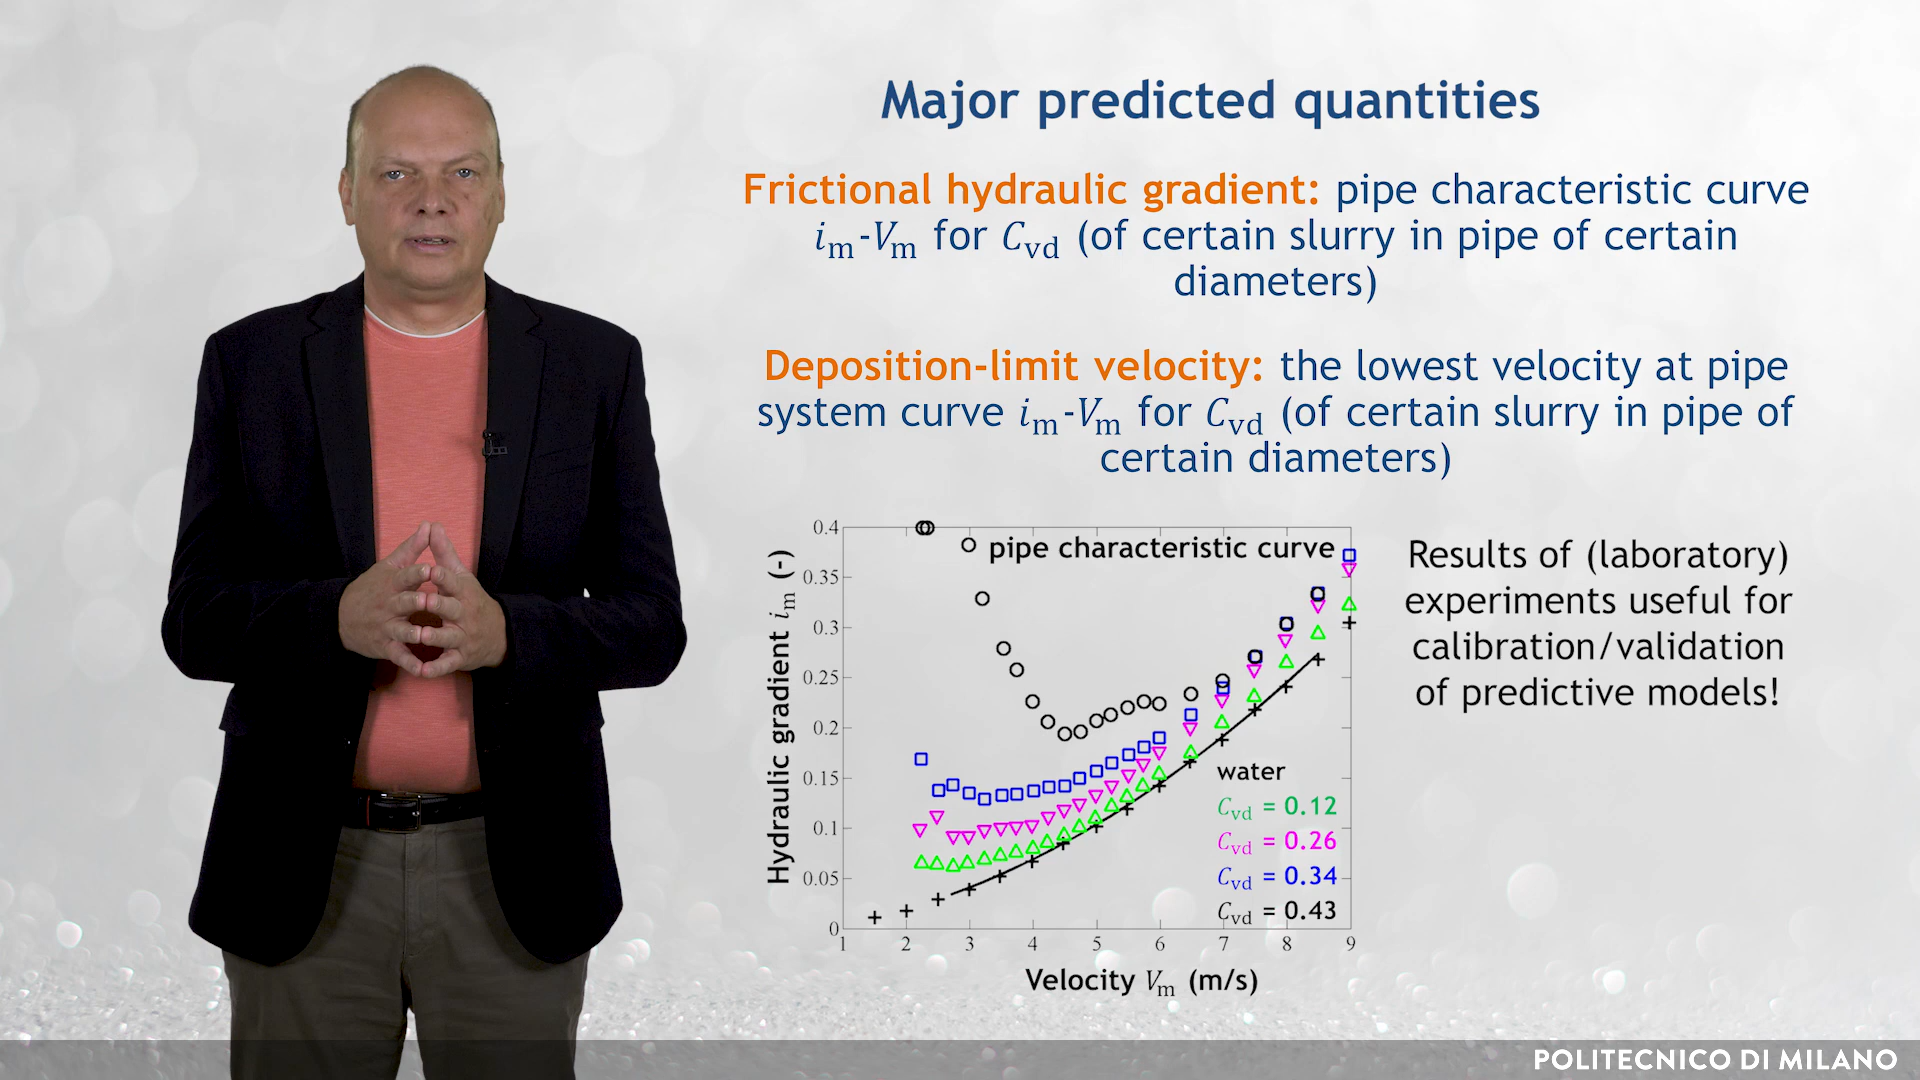 Major predicted quantities
Frictional hydraulic gradient: pipe characteristic curve
im-Vm for Cvd (of certain slurry in pipe of certain
diameters)
Deposition-limit velocity: the lowest velocity at pipe
system curve im-Vm for Cvd (of certain slurry in pipe of
certain diameters)
pipe characteristic curve
Hydraulic gradient im (-)
0.4
0.35
0.3
0.25
0.2
0.15
0.1
0.05
0
1 2 3 4 5 6 7 8 9
Velocity Vm (m/s)
water
Cvd = 0.12
Cvd = 0.26
Cvd = 0.34
Cvd = 0.43
Results of (laboratory)
experiments useful for
calibration/validation
of predictive models!
POLITECNICO DI MILANO